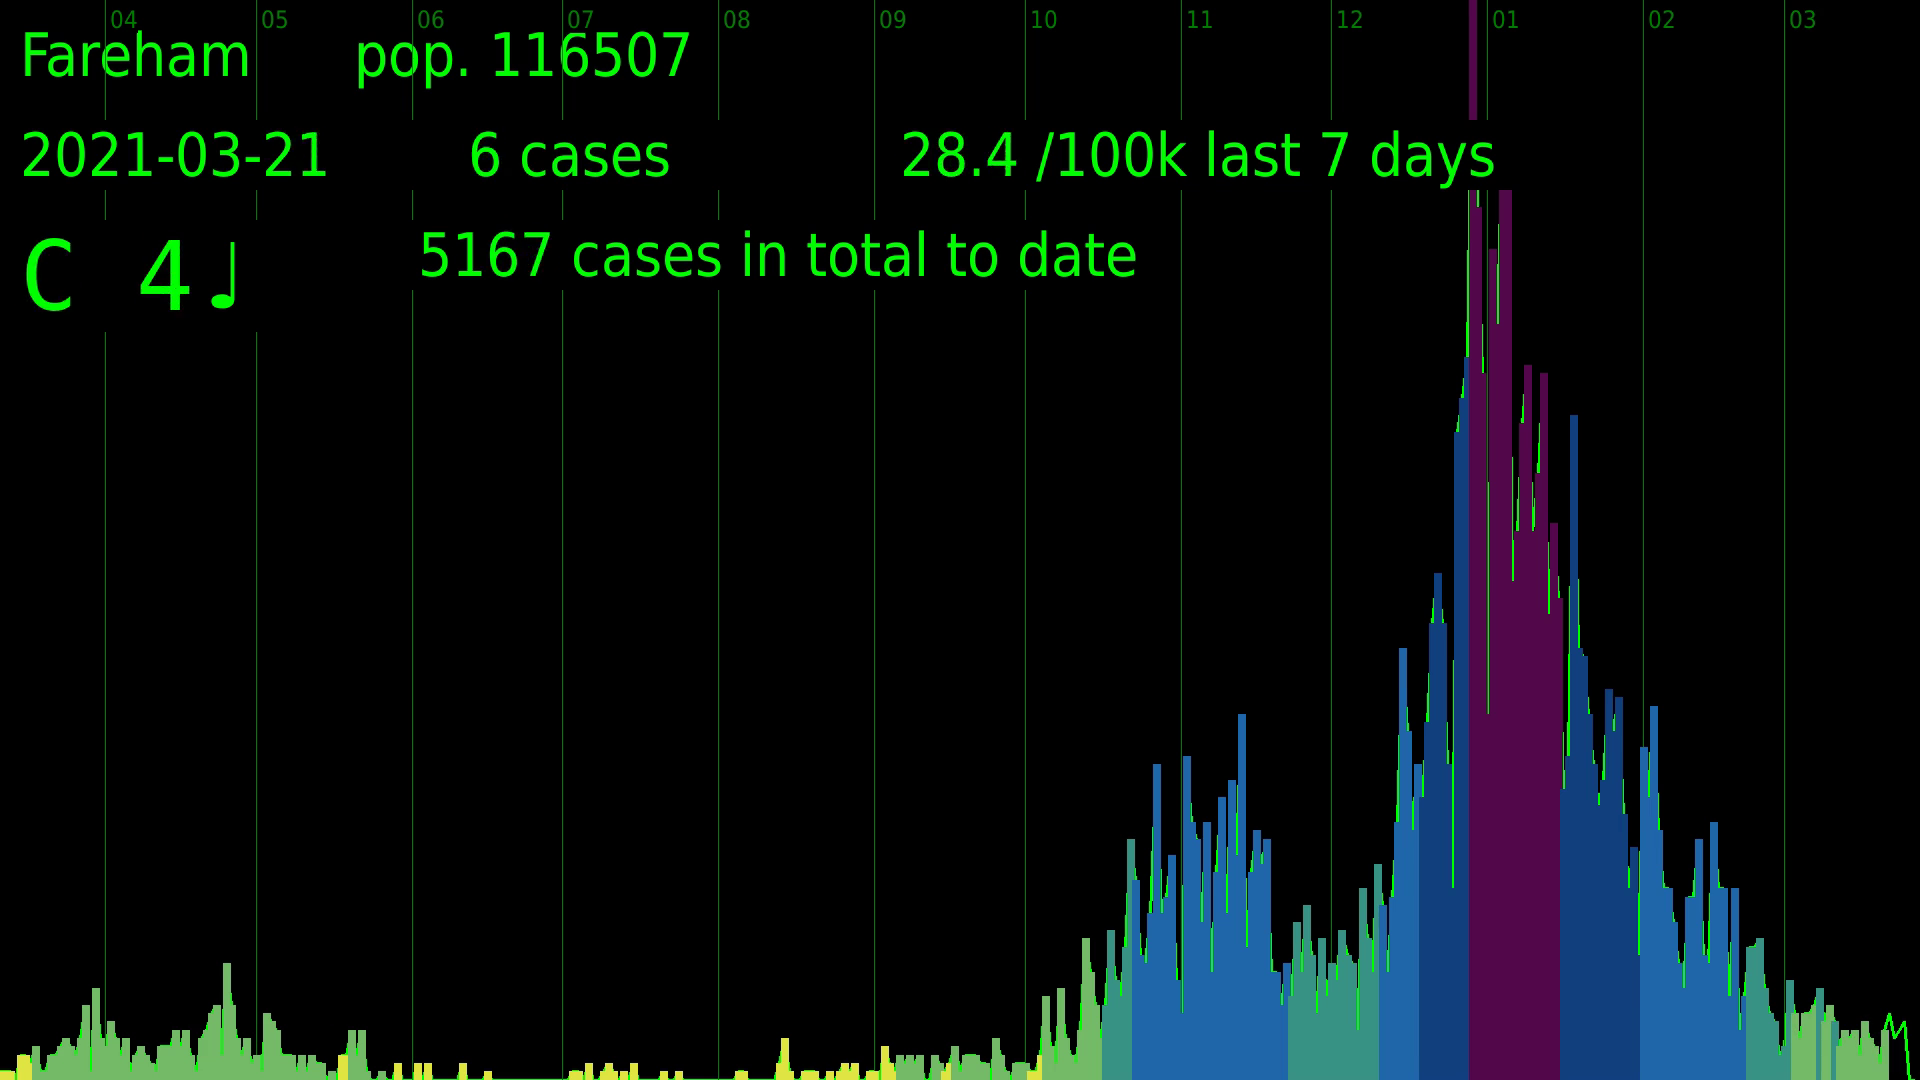 04 05 06 07 08 09 10 11 12 01 02 03
Fareham pop. 116507
2021-03-21 6 cases 28.4 /100k last 7 days
C 4♩ 5167 cases in total to date